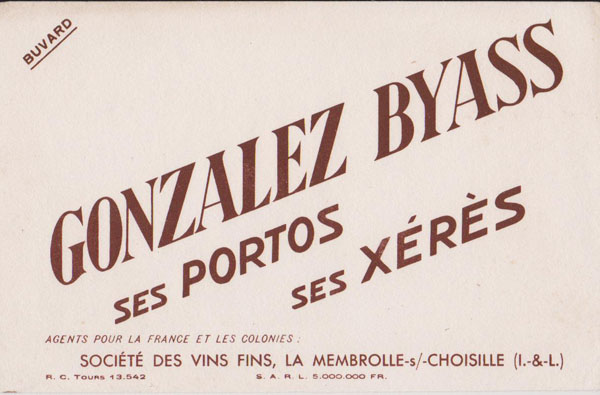 BUVARD
GONZALEZ BYASS
SES PORTOS
SES XÉRÈS
AGENTS POUR LA FRANCE ET LES COLONIES :
SOCIÉTÉ DES VINS FINS, LA MEMBROLLE-s/-CHOISILLE (I.-&-L.)
R. C. Tours 13.542 S. A. R. L. 5.000.000 FR.